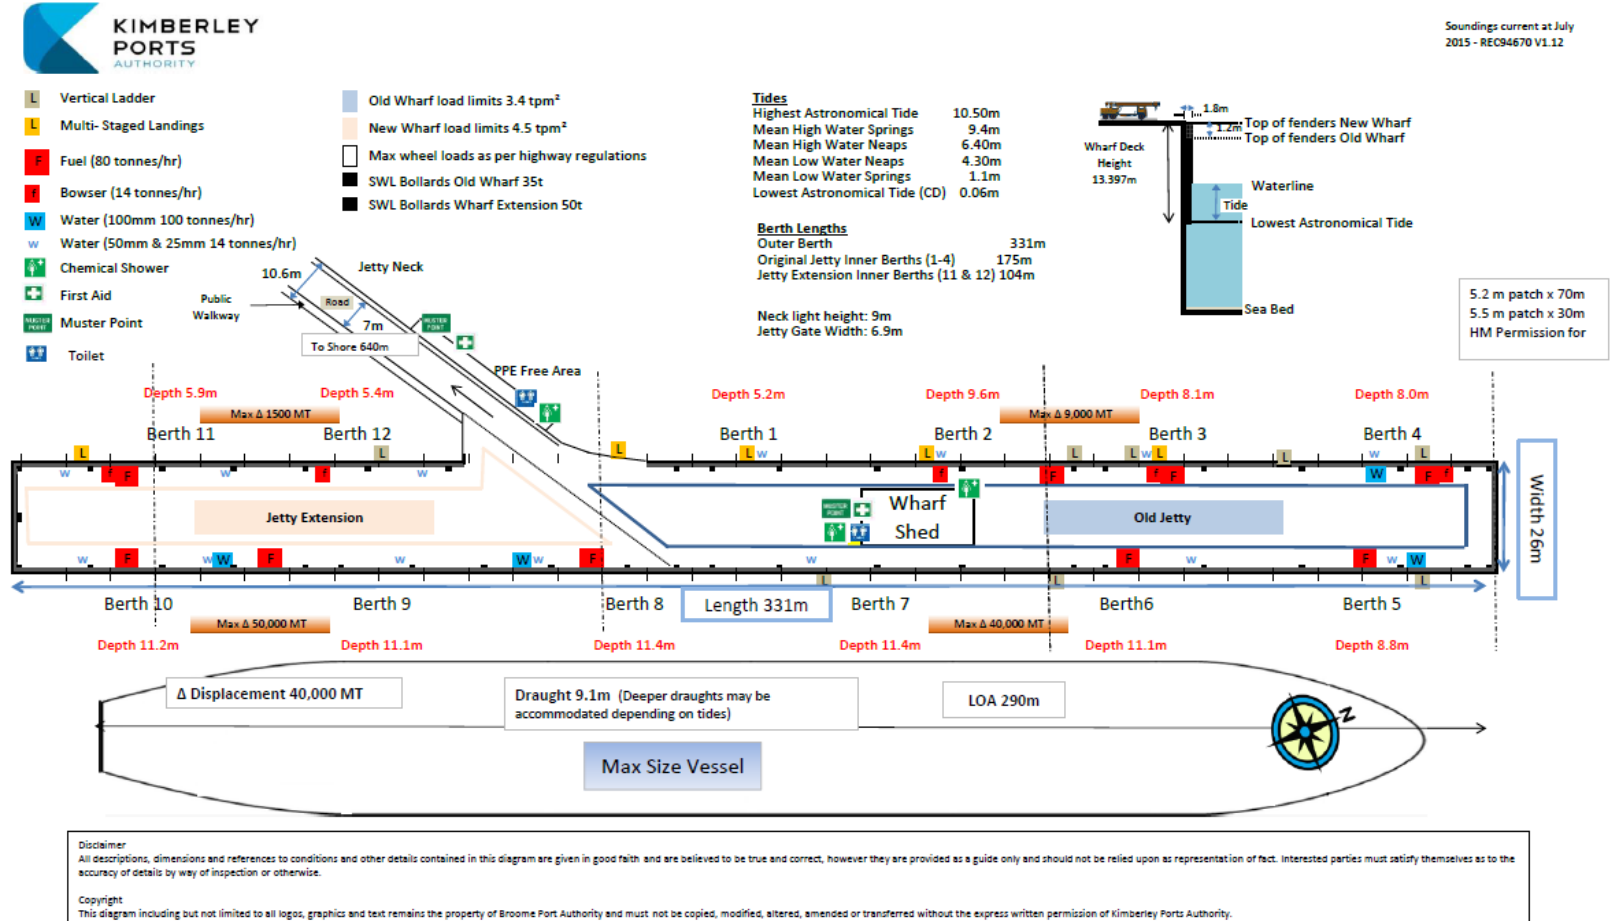 KIMBERLEY
PORTS
AUTHORITY
Soundings current at July
2015 - REC94670 V1.12
L Vertical Ladder
L Multi- Staged Landings
F Fuel (80 tonnes/hr)
f Bowser (14 tonnes/hr)
W Water (100mm 100 tonnes/hr)
w Water (50mm & 25mm 14 tonnes/hr)
Chemical Shower
First Aid
MUSTER POINT Muster Point
Toilet
Old Wharf load limits 3.4 tpm²
New Wharf load limits 4.5 tpm²
Max wheel loads as per highway regulations
SWL Bollards Old Wharf 35t
SWL Bollards Wharf Extension 50t
Tides
Highest Astronomical Tide 10.50m
Mean High Water Springs 9.4m
Mean High Water Neaps 6.40m
Mean Low Water Neaps 4.30m
Mean Low Water Springs 1.1m
Lowest Astronomical Tide (CD) 0.06m
Berth Lengths
Outer Berth 331m
Original Jetty Inner Berths (1-4) 175m
Jetty Extension Inner Berths (11 & 12) 104m
Neck light height: 9m
Jetty Gate Width: 6.9m
1.8m
Top of fenders New Wharf
1.2m
Top of fenders Old Wharf
Wharf Deck
Height
13.397m
Waterline
Tide
Lowest Astronomical Tide
Sea Bed
5.2 m patch x 70m
5.5 m patch x 30m
HM Permission for
10.6m
Jetty Neck
Public
Walkway
Road
7m
To Shore 640m
MUSTER POINT
PPE Free Area
Depth 5.9m Depth 5.4m Depth 5.2m Depth 9.6m Depth 8.1m Depth 8.0m
Max Δ 1500 MT Max Δ 9,000 MT
Berth 11 Berth 12 Berth 1 Berth 2 Berth 3 Berth 4
L L L L w L w L L w L L w L
w f F w f w f F f F W F f
Jetty Extension
MUSTER POINT
Wharf
Shed
Old Jetty
Width 26m
w F w W F w W w F w F w F w W
L L L
Berth 10 Berth 9 Berth 8 Length 331m Berth 7 Berth6 Berth 5
Max Δ 50,000 MT Max Δ 40,000 MT
Depth 11.2m Depth 11.1m Depth 11.4m Depth 11.4m Depth 11.1m Depth 8.8m
Δ Displacement 40,000 MT
Draught 9.1m (Deeper draughts may be
accommodated depending on tides)
LOA 290m
N
Max Size Vessel
Disclaimer
All descriptions, dimensions and references to conditions and other details contained in this diagram are given in good faith and are believed to be true and correct, however they are provided as a guide only and should not be relied upon as representation of fact. Interested parties must satisfy themselves as to the
accuracy of details by way of inspection or otherwise.
Copyright
This diagram including but not limited to all logos, graphics and text remains the property of Broome Port Authority and must not be copied, modified, altered, amended or transferred without the express written permission of Kimberley Ports Authority.